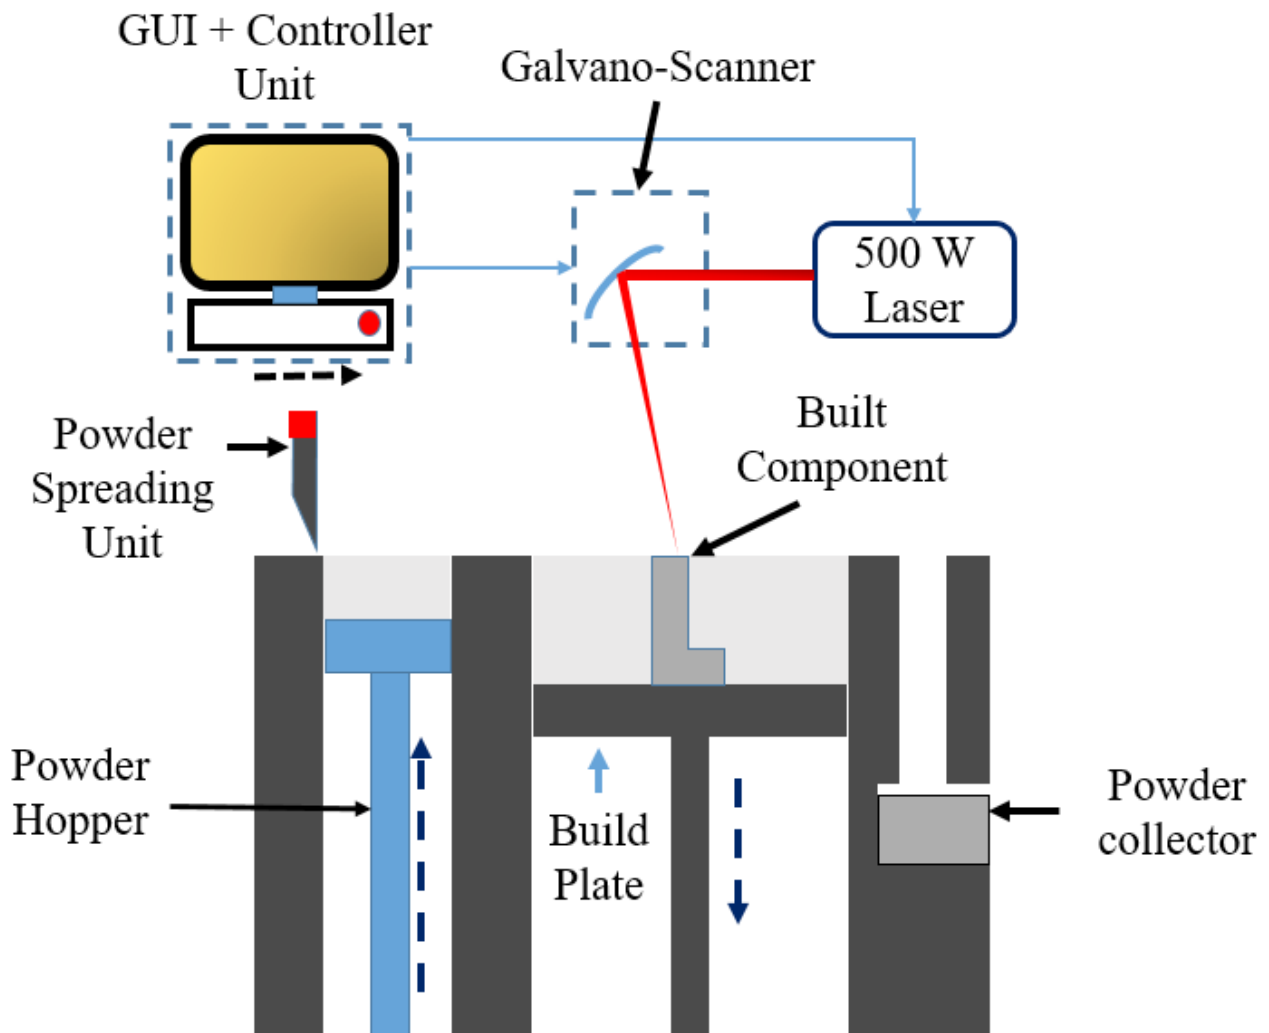 GUI + Controller
Unit
Galvano-Scanner
500 W
Laser
Built
Component
Powder
Spreading
Unit
Powder
Hopper
Build
Plate
Powder
collector